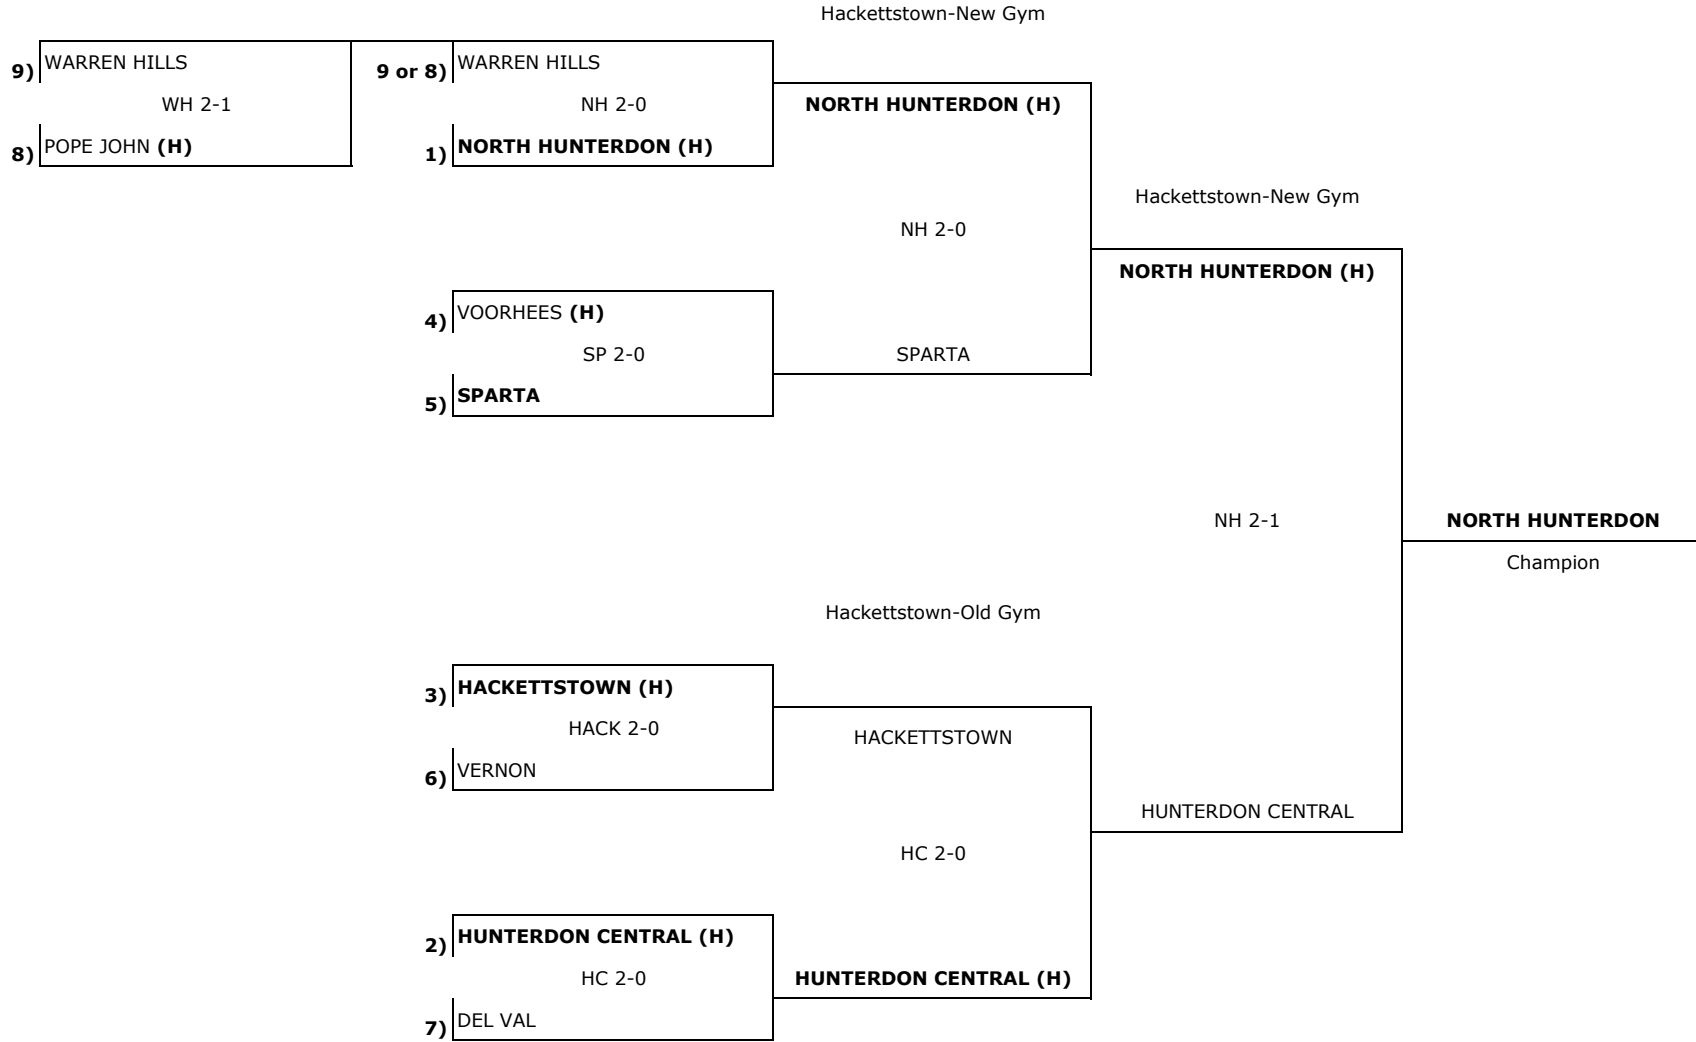 Hackettstown-New Gym
9) WARREN HILLS
WH 2-1
8) POPE JOHN (H)
9 or 8) WARREN HILLS
NH 2-0
1) NORTH HUNTERDON (H)
NORTH HUNTERDON (H)
NH 2-0
Hackettstown-New Gym
NORTH HUNTERDON (H)
4) VOORHEES (H)
SP 2-0
5) SPARTA
SPARTA
NH 2-1
NORTH HUNTERDON
Champion
Hackettstown-Old Gym
3) HACKETTSTOWN (H)
HACK 2-0
6) VERNON
HACKETTSTOWN
HC 2-0
HUNTERDON CENTRAL
2) HUNTERDON CENTRAL (H)
HC 2-0
7) DEL VAL
HUNTERDON CENTRAL (H)